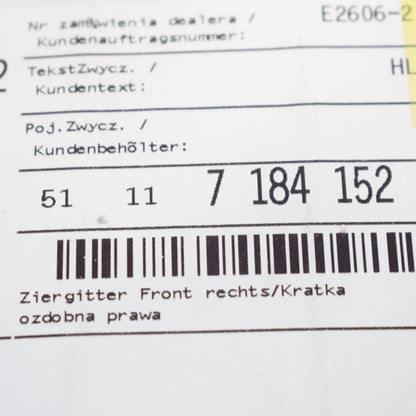 Nr zamówienia dealera / E2606-2
Kundenauftragsnummer:
2
TekstZwycz. / HL
Kundentext:
Poj.Zwycz. /
Kundenbehõlter:
51 11 7 184 152
Ziergitter Front rechts/Kratka
ozdobna prawa